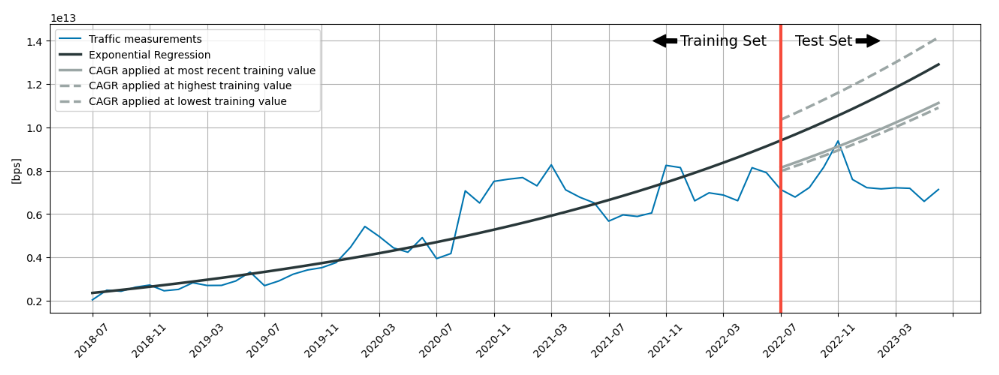 1e13
Traffic measurements
Exponential Regression
CAGR applied at most recent training value
CAGR applied at highest training value
CAGR applied at lowest training value
Training Set
Test Set
1.4
1.2
1.0
0.8
0.6
0.4
0.2
[bps]
2018-07
2018-11
2019-03
2019-07
2019-11
2020-03
2020-07
2020-11
2021-03
2021-07
2021-11
2022-03
2022-07
2022-11
2023-03